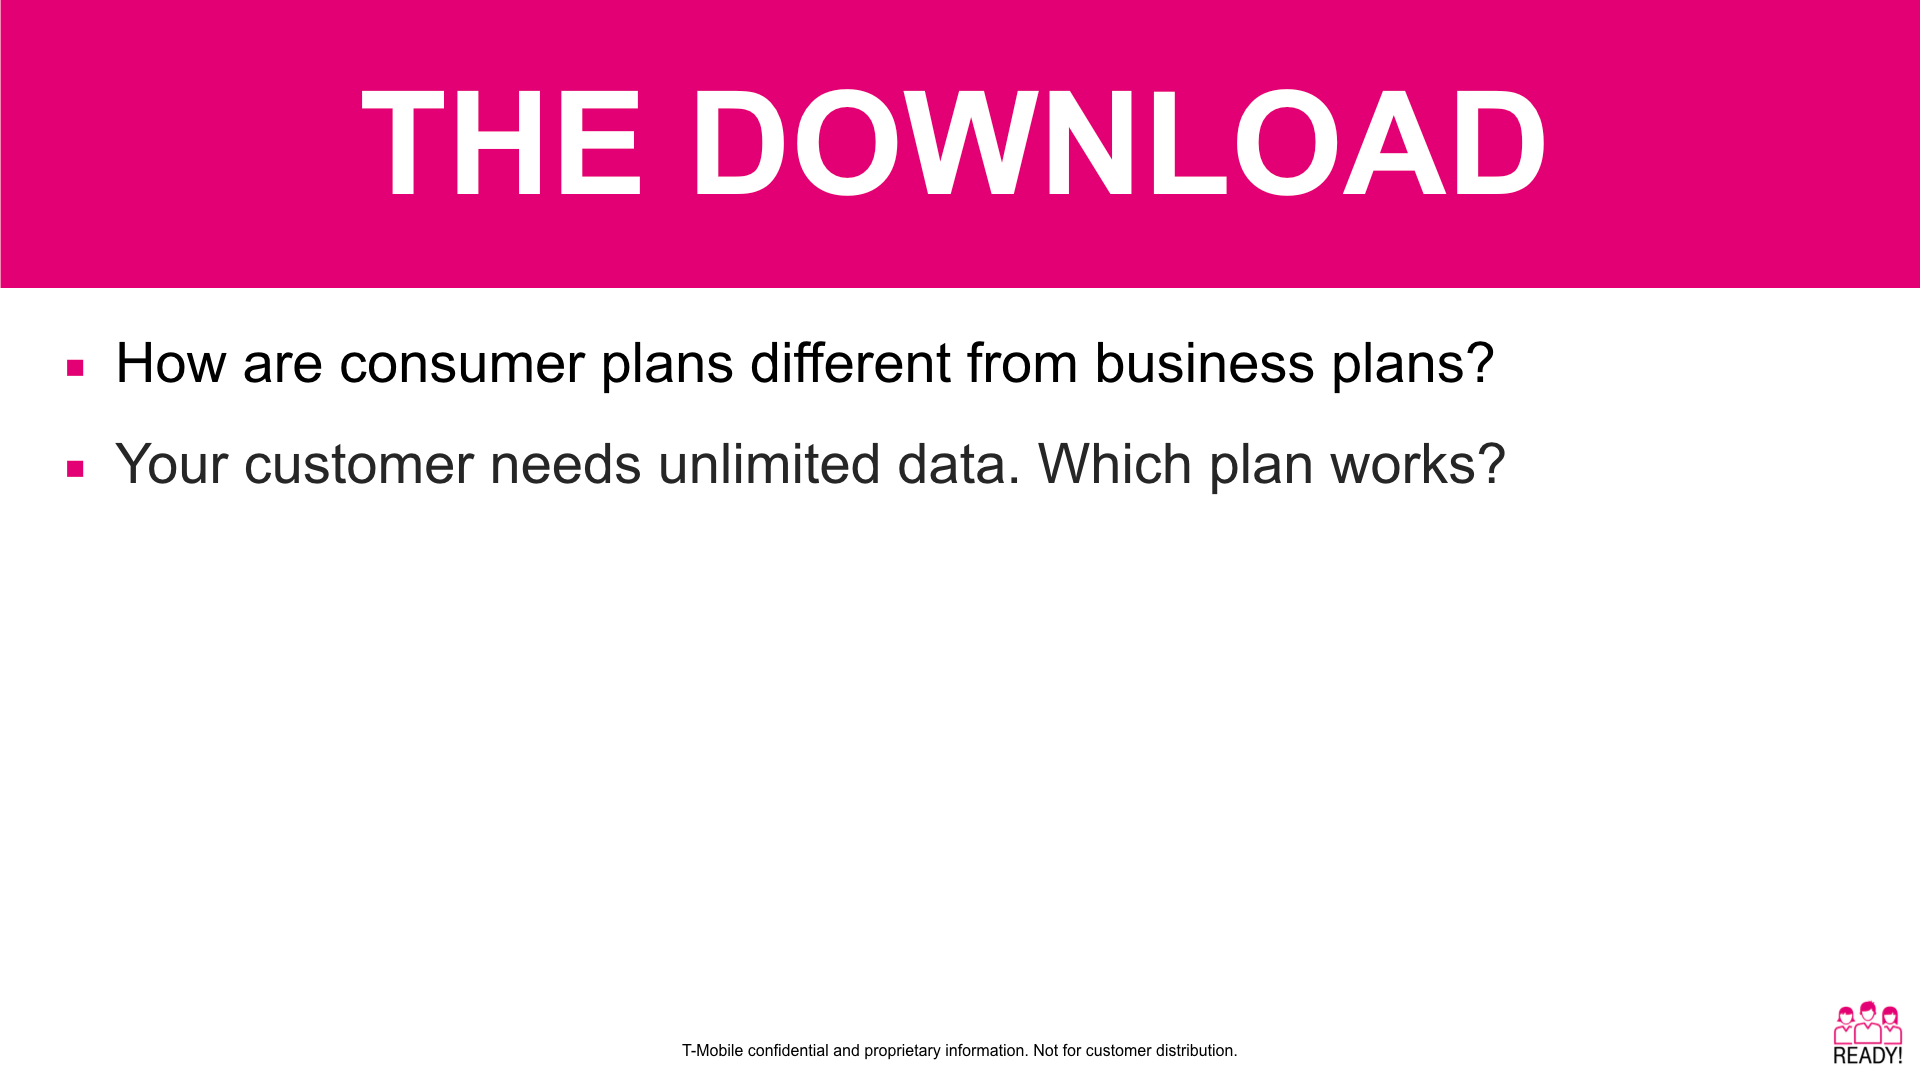 THE DOWNLOAD
How are consumer plans different from business plans?
Your customer needs unlimited data. Which plan works?
T-Mobile confidential and proprietary information. Not for customer distribution.
READY!